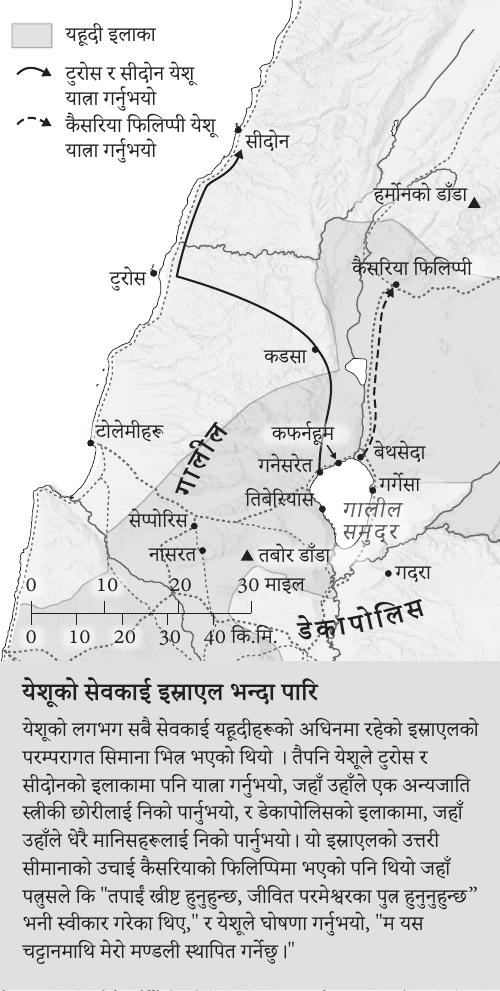 यहूदी इलाका
टुरोस र सीदोन येशू
यात्रा गर्नुभयो
कैसरिया फिलिप्पी येशू
यात्रा गर्नुभयो
सीदोन
हर्मोनको डाँडा
कैसरिया फिलिप्पी
टुरोस
कडसा
टोलेमीहरू
गालील
कफर्नहूम
बेथसेदा
गनेसरेत
गर्गेसा
तिबेरियास
गालील
समुदर
सेप्पोरिस
नासरत
तबोर डाँडा
गदरा
0 10 20 30 माइल
0 10 20 30 40 कि.मि.
डेकापोलिस
येशूको सेवकाई इस्राएल भन्दा पारि
येशूको लगभग सबै सेवकाई यहूदीहरूको अधिनमा रहेको इस्राएलको
परम्परागत सिमाना भित्र भएको थियो । तैपनि येशूले टुरोस र
सीदोनको इलाकामा पनि यात्रा गर्नुभयो, जहाँ उहाँले एक अन्यजाति
स्त्रीकी छोरीलाई निको पार्नुभयो, र डेकापोलिसको इलाकामा, जहाँ
उहाँले धेरै मानिसहरूलाई निको पार्नुभयो। यो इस्राएलको उत्तरी
सीमानाको उचाई कैसरियाको फिलिप्पिमा भएको पनि थियो जहाँ
पत्रुसले कि "तपाईं ख्रीष्ट हुनुहुन्छ, जीवित परमेश्वरका पुत्र हुनुनुहुन्छ”
भनी स्वीकार गरेका थिए," र येशूले घोषणा गर्नुभयो, "म यस
चट्टानमाथि मेरो मण्डली स्थापित गर्नेछु।"